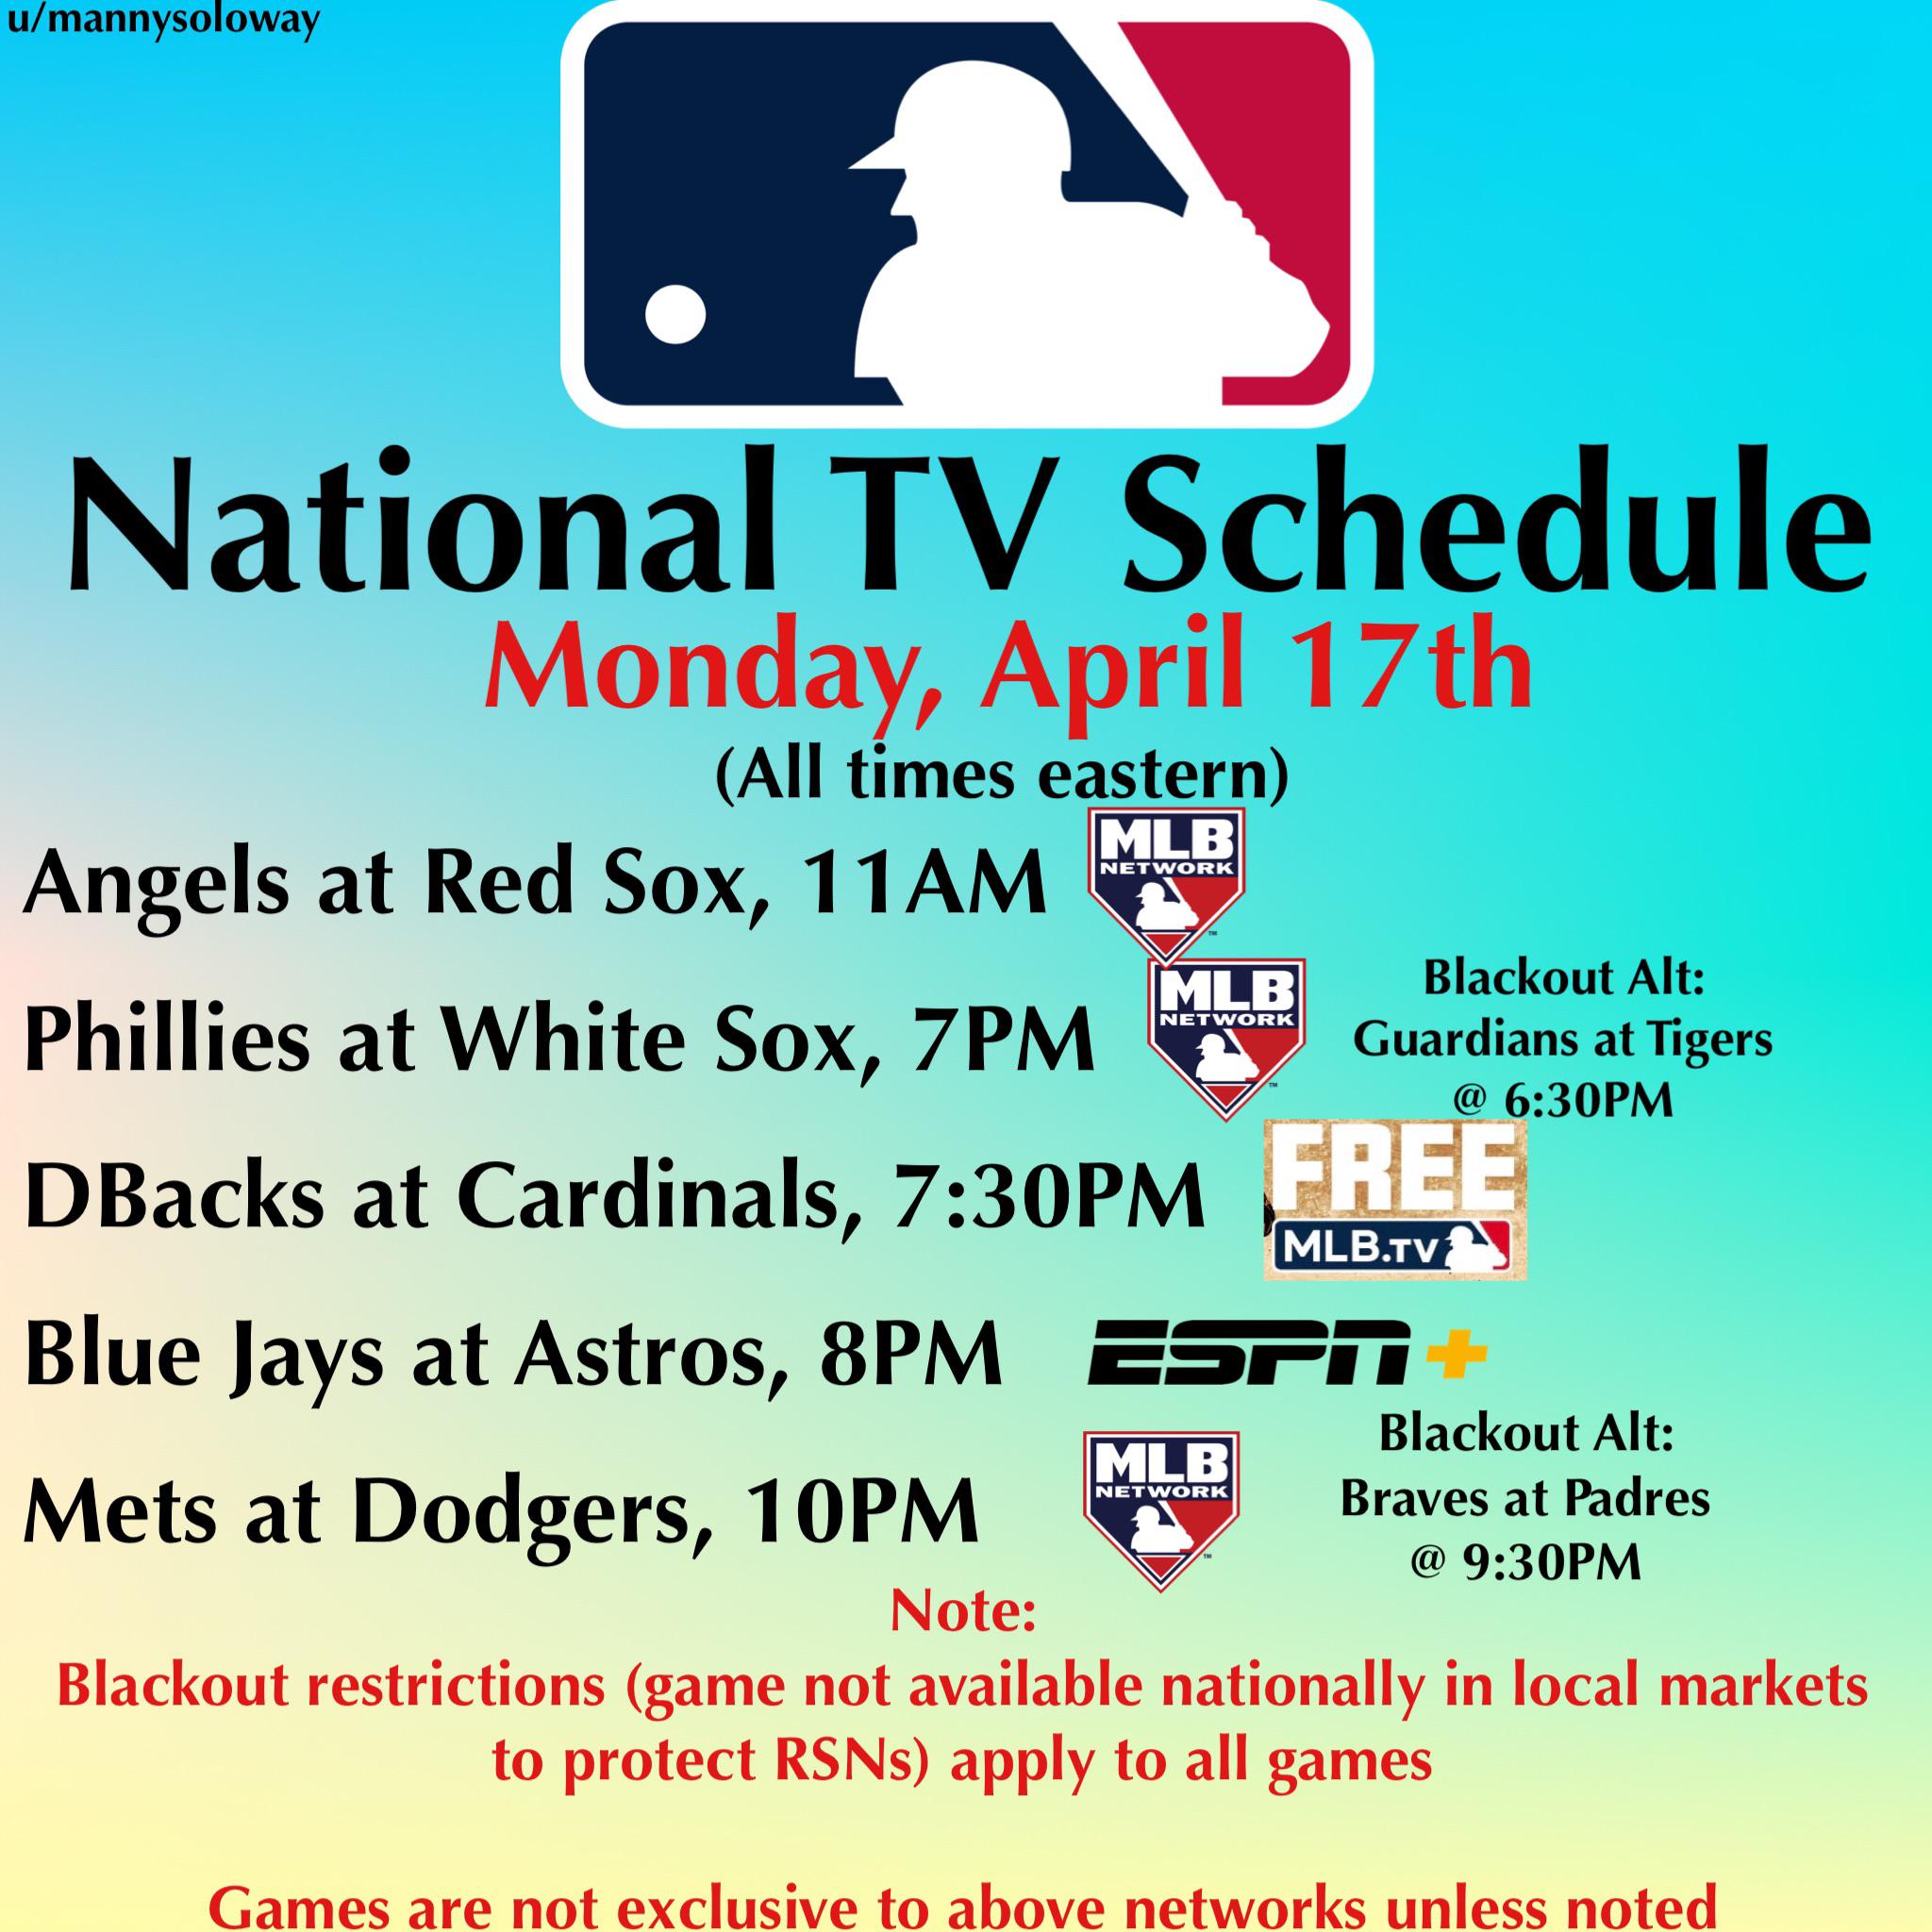 u/mannysoloway
National TV Schedule
Monday, April 17th
(All times eastern)
Angels at Red Sox, 11AM
MLB
NETWORK
TM
Phillies at White Sox, 7PM
MLB
NETWORK
TM
Blackout Alt:
Guardians at Tigers
@ 6:30PM
DBacks at Cardinals, 7:30PM
FREE
MLB.TV
Blue Jays at Astros, 8PM
ESPN+
Mets at Dodgers, 10PM
MLB
NETWORK
TM
Blackout Alt:
Braves at Padres
@ 9:30PM
Note:
Blackout restrictions (game not available nationally in local markets
to protect RSNs) apply to all games
Games are not exclusive to above networks unless noted